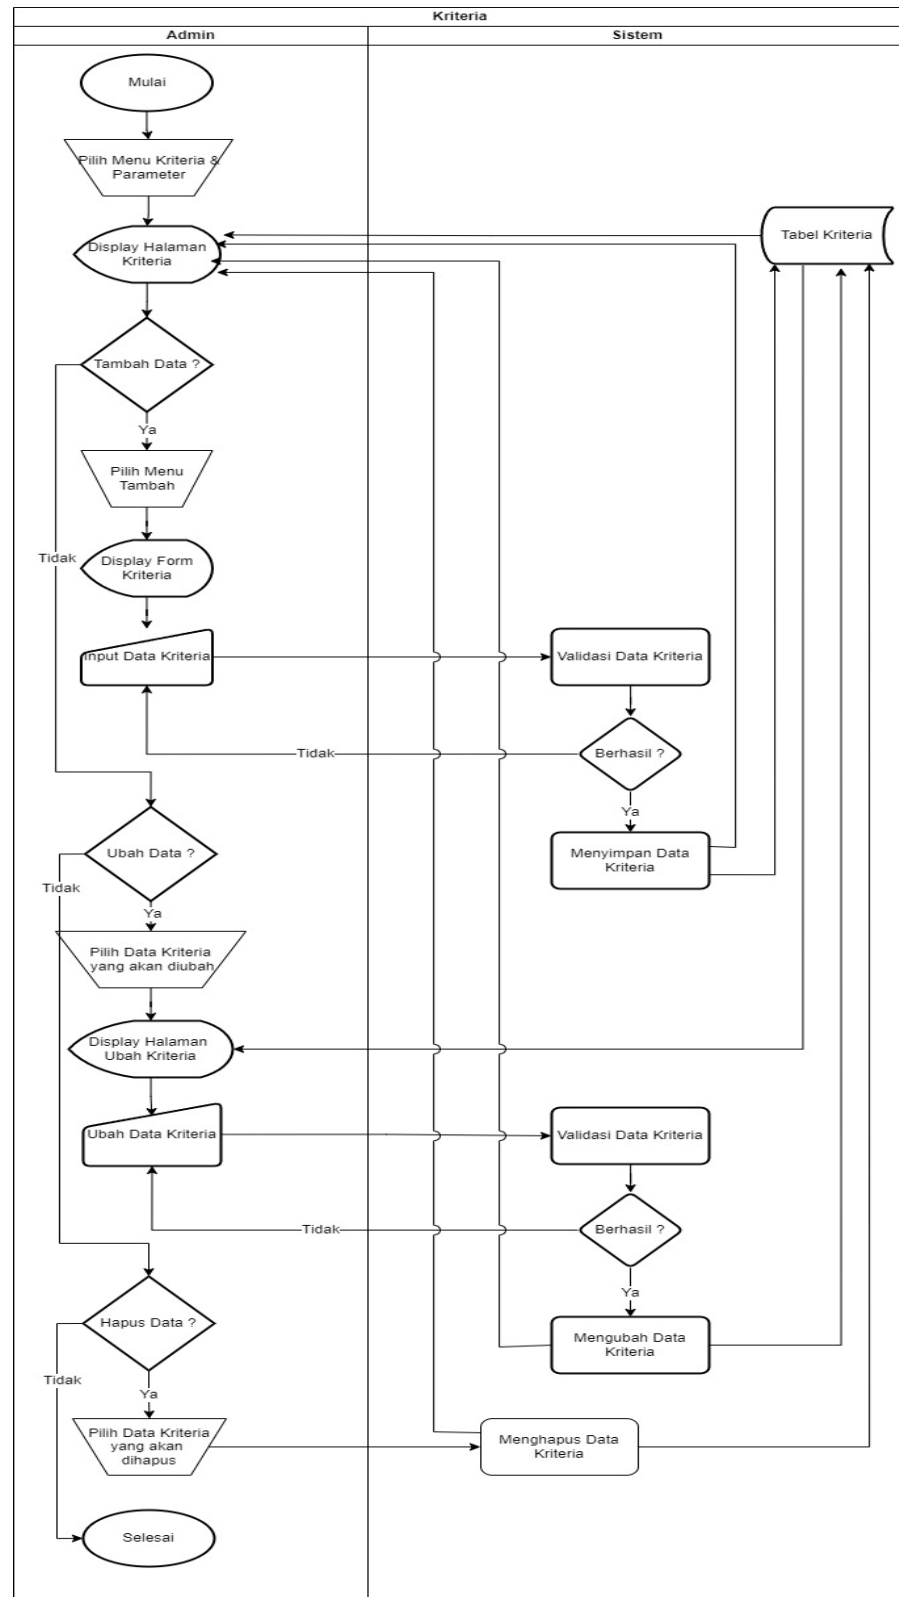 Kriteria
Admin
Sistem
Mulai
Pilih Menu Kriteria &
Parameter
Display Halaman
Kriteria
Tabel Kriteria
Tambah Data ?
Ya
Pilih Menu
Tambah
Tidak
Display Form
Kriteria
Input Data Kriteria
Validasi Data Kriteria
Tidak
Berhasil ?
Ya
Ubah Data ?
Menyimpan Data
Kriteria
Tidak
Ya
Pilih Data Kriteria
yang akan diubah
Display Halaman
Ubah Kriteria
Ubah Data Kriteria
Validasi Data Kriteria
Tidak
Berhasil ?
Ya
Hapus Data ?
Mengubah Data
Kriteria
Tidak
Ya
Pilih Data Kriteria
yang akan
dihapus
Menghapus Data
Kriteria
Selesai